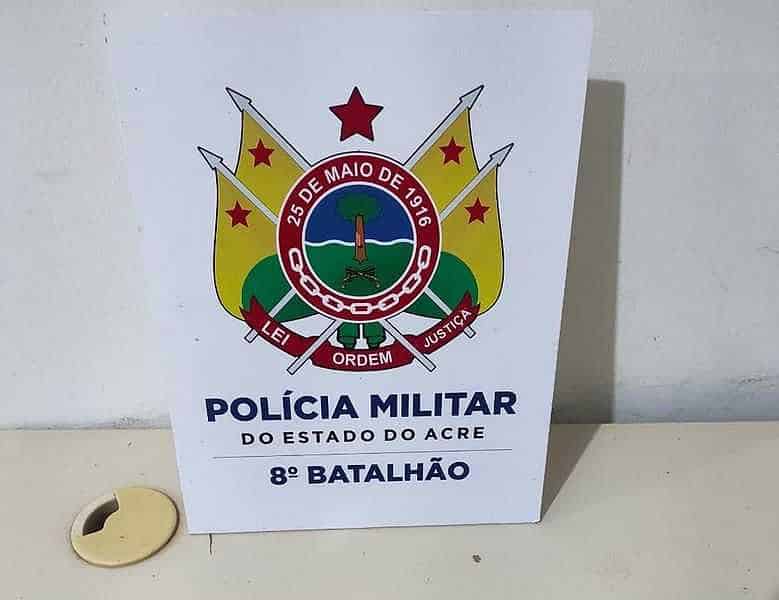 25 DE MAIO DE 1916
LEI
ORDEM
JUSTIÇA
POLÍCIA MILITAR
DO ESTADO DO ACRE
8º BATALHÃO